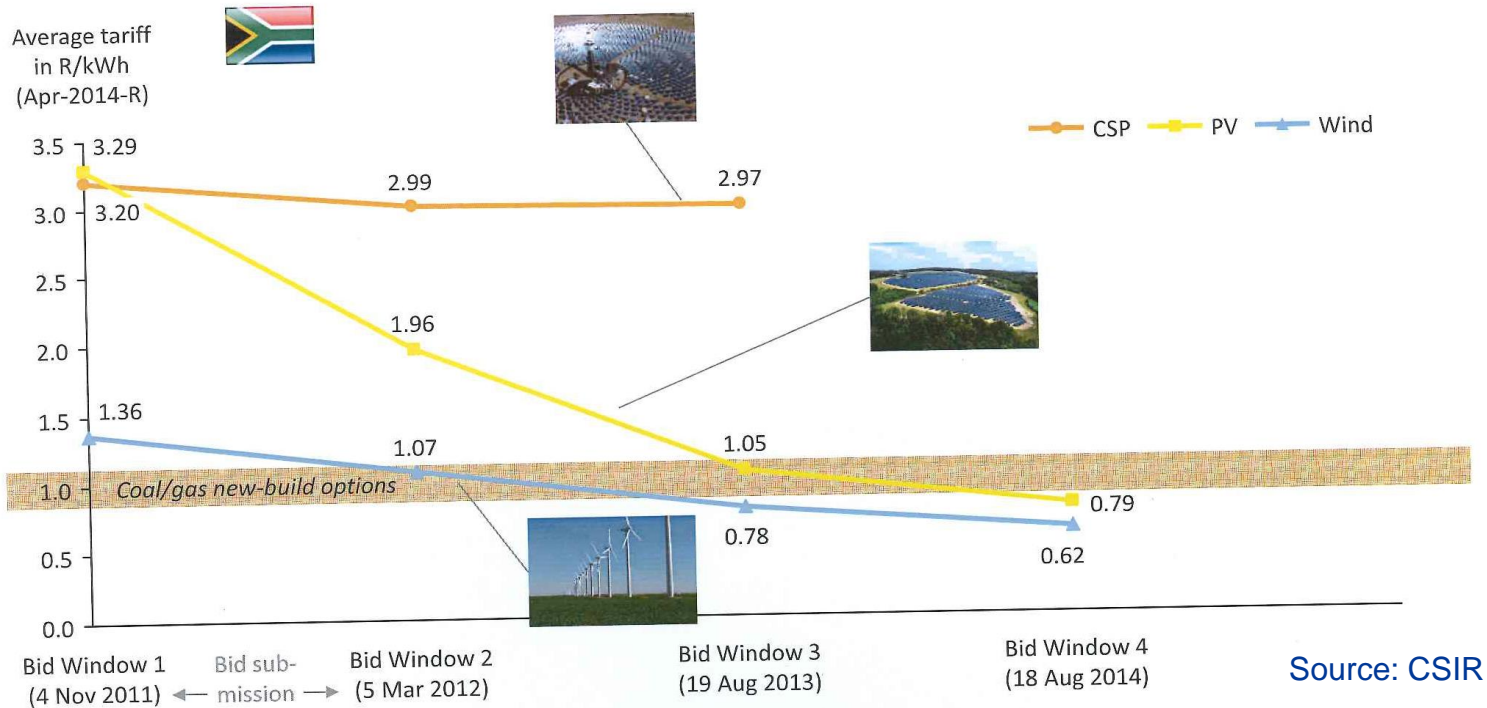 Average tariff
in R/kWh
(Apr-2014-R)
CSP
PV
Wind
3.5
3.29
3.20
2.99
2.97
3.0
2.5
2.0
1.96
1.5
1.36
1.07
1.05
1.0
Coal/gas new-build options
0.79
0.78
0.62
0.5
0.0
Bid Window 1
(4 Nov 2011)
Bid sub-
mission
Bid Window 2
(5 Mar 2012)
Bid Window 3
(19 Aug 2013)
Bid Window 4
(18 Aug 2014)
Source: CSIR